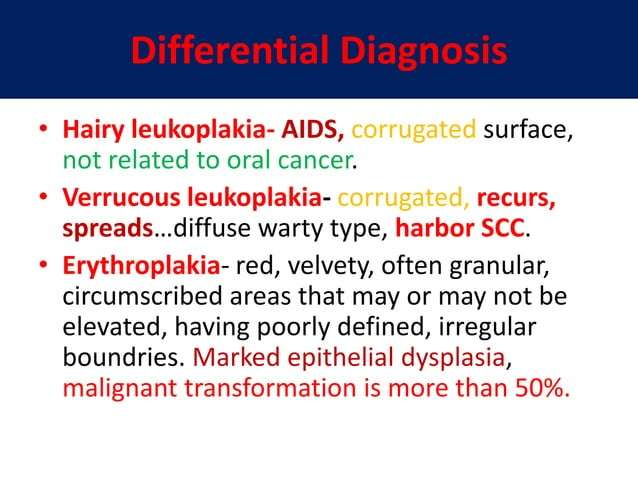 Differential Diagnosis
• Hairy leukoplakia- AIDS, corrugated surface,
not related to oral cancer.
• Verrucous leukoplakia- corrugated, recurs,
spreads…diffuse warty type, harbor SCC.
• Erythroplakia- red, velvety, often granular,
circumscribed areas that may or may not be
elevated, having poorly defined, irregular
boundries. Marked epithelial dysplasia,
malignant transformation is more than 50%.